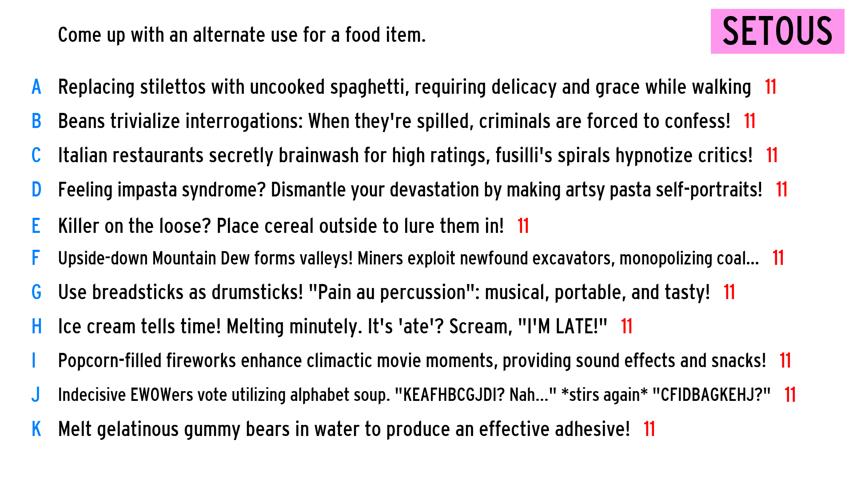 Come up with an alternate use for a food item.
SETOUS
A Replacing stilettos with uncooked spaghetti, requiring delicacy and grace while walking 11
B Beans trivialize interrogations: When they're spilled, criminals are forced to confess! 11
C Italian restaurants secretly brainwash for high ratings, fusilli's spirals hypnotize critics! 11
D Feeling impasta syndrome? Dismantle your devastation by making artsy pasta self-portraits! 11
E Killer on the loose? Place cereal outside to lure them in! 11
F Upside-down Mountain Dew forms valleys! Miners exploit newfound excavators, monopolizing coal... 11
G Use breadsticks as drumsticks! "Pain au percussion": musical, portable, and tasty! 11
H Ice cream tells time! Melting minutely. It's 'ate'? Scream, "I'M LATE!" 11
I Popcorn-filled fireworks enhance climactic movie moments, providing sound effects and snacks! 11
J Indecisive EWOWers vote utilizing alphabet soup. "KEAFHBCGJDI? Nah..." *stirs again* "CFIDBAGKEHJ?" 11
K Melt gelatinous gummy bears in water to produce an effective adhesive! 11